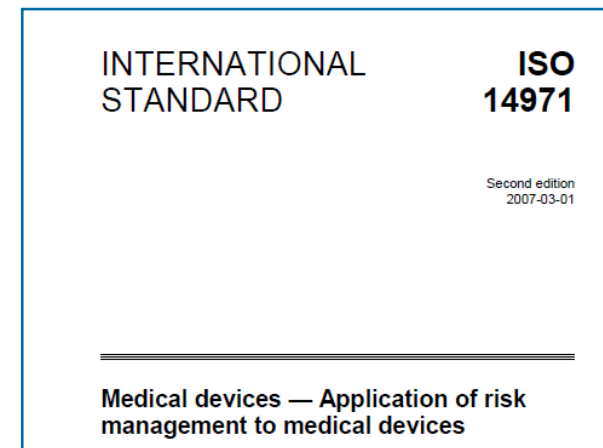 INTERNATIONAL
STANDARD
ISO
14971
Second edition
2007-03-01
Medical devices — Application of risk
management to medical devices